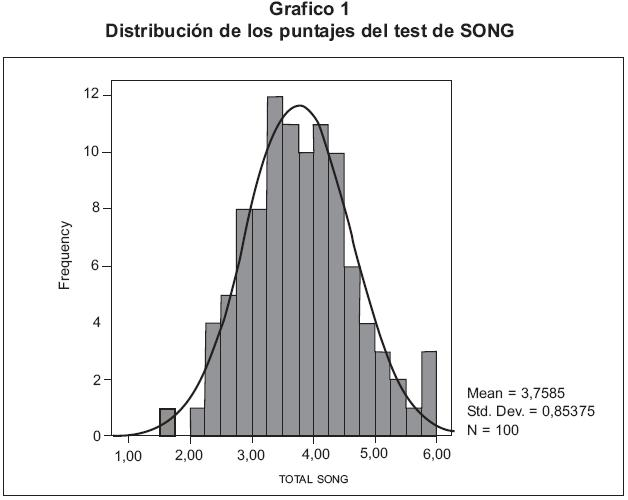 Grafico 1
Distribución de los puntajes del test de SONG
12
10
8
6
4
2
0
Frequency
1,00 2,00 3,00 4,00 5,00 6,00
TOTAL SONG
Mean = 3,7585
Std. Dev. = 0,85375
N = 100